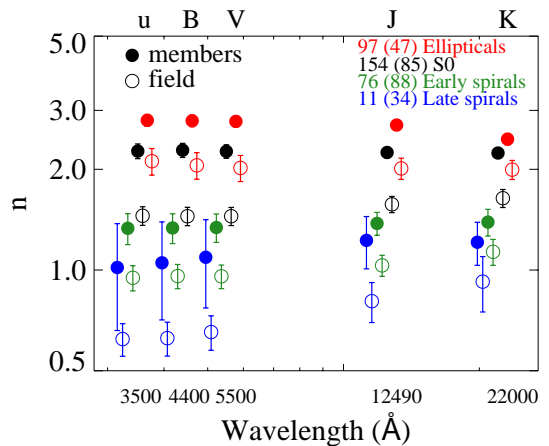 u B V J K
5.0
members
field
97 (47) Ellipticals
154 (85) S0
76 (88) Early spirals
11 (34) Late spirals
3.0
2.0
n
1.0
0.5
3500 4400 5500 12490 22000
Wavelength (Å)